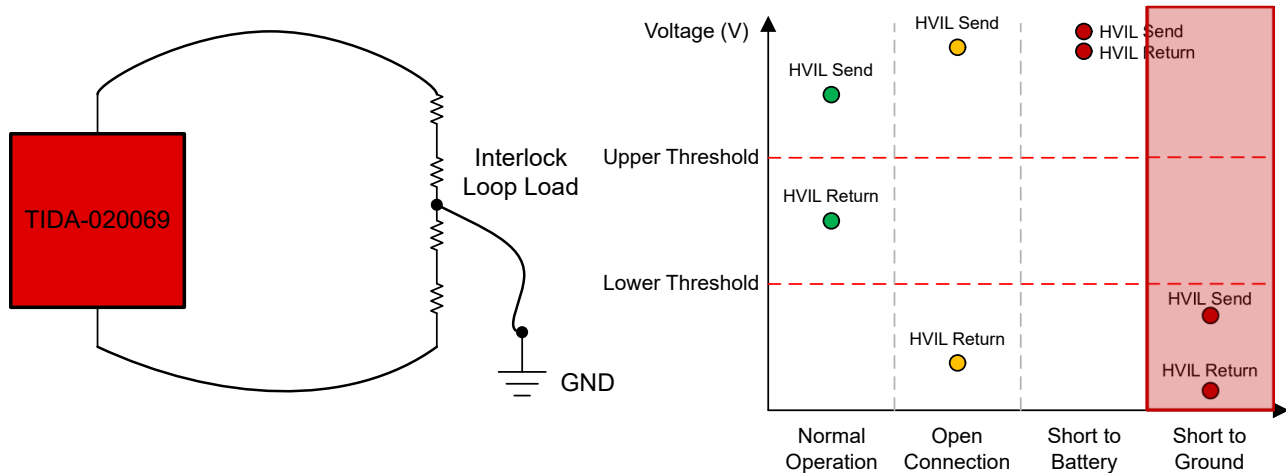 TIDA-020069
Interlock
Loop Load
GND
Voltage (V)
HVIL Send
HVIL Send
HVIL Send
HVIL Return
Upper Threshold
HVIL Return
Lower Threshold
HVIL Send
HVIL Return
HVIL Return
Normal
Operation
Open
Connection
Short to
Battery
Short to
Ground